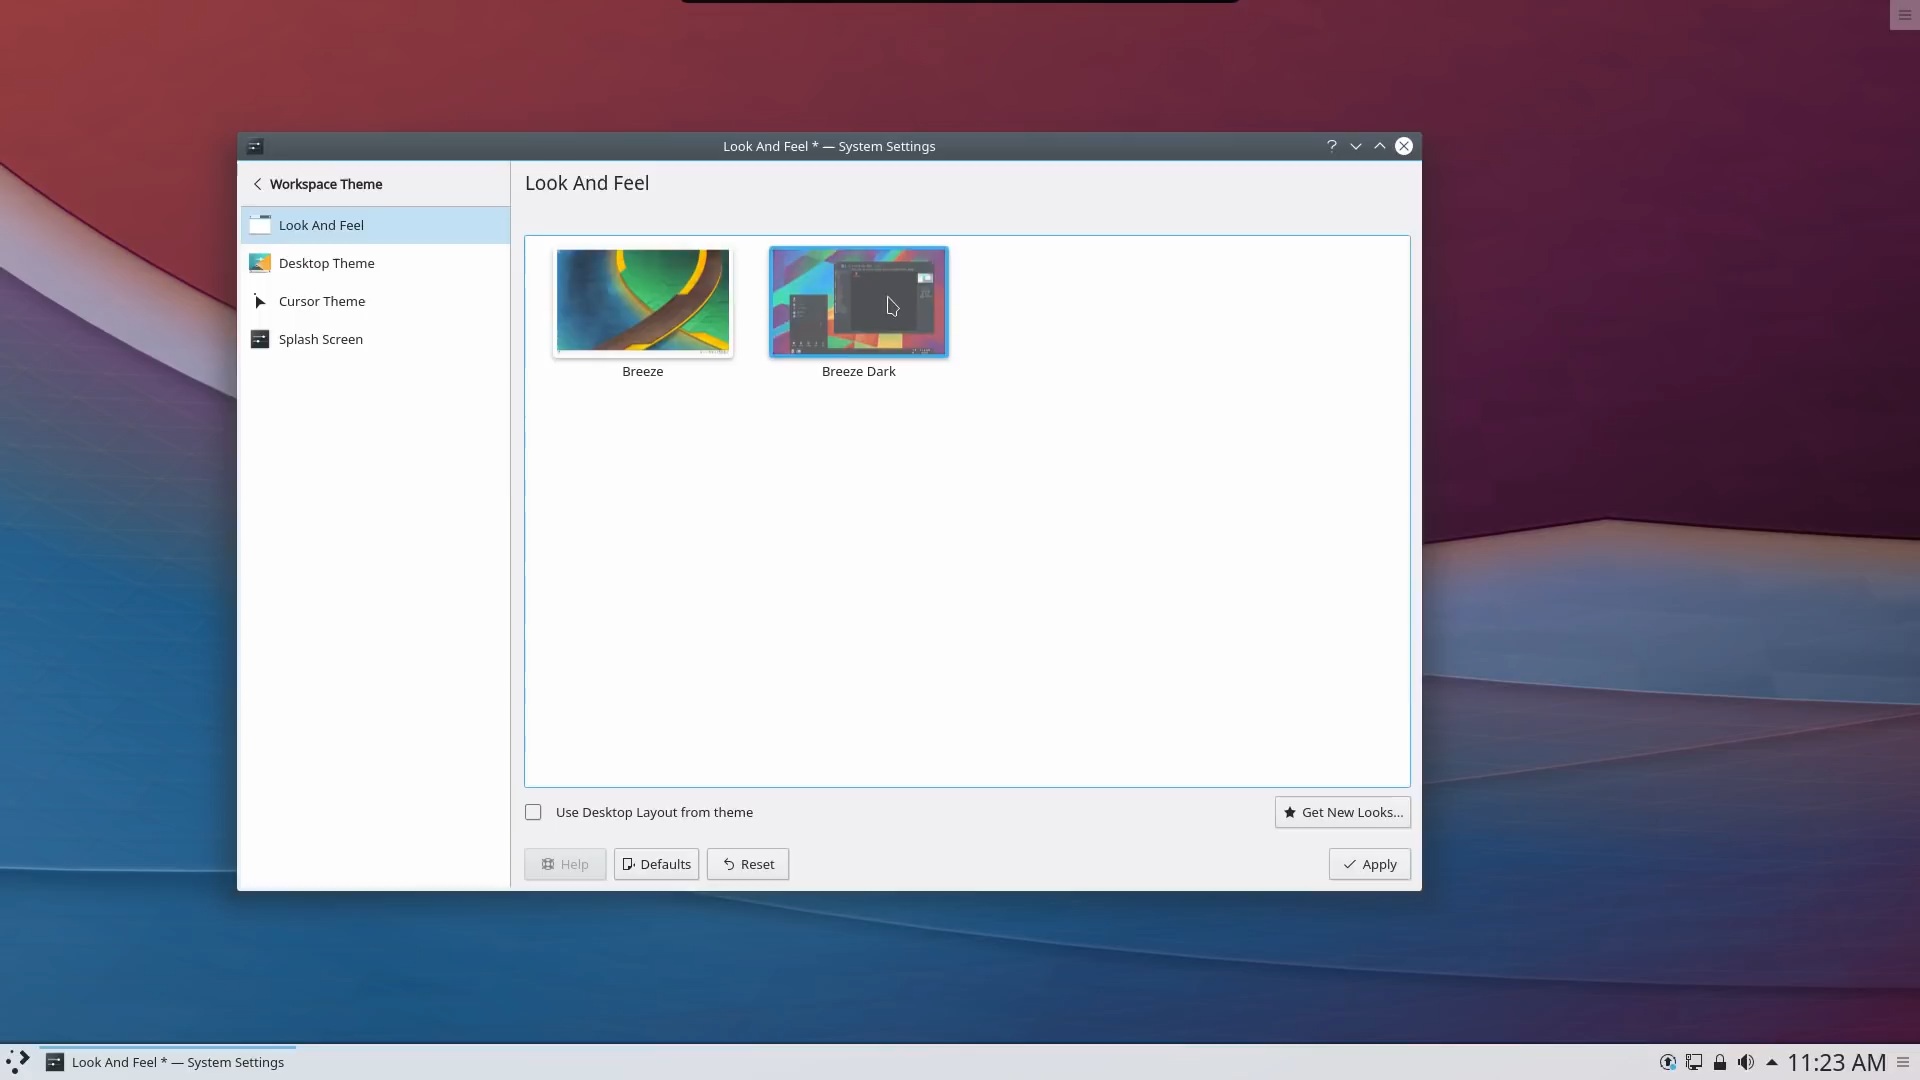 Look And Feel * — System Settings
Workspace Theme
Look And Feel
Desktop Theme
Cursor Theme
Splash Screen
Look And Feel
Breeze
Breeze Dark
Use Desktop Layout from theme
Get New Looks...
Help
Defaults
Reset
Apply
Look And Feel * — System Settings
11:23 AM